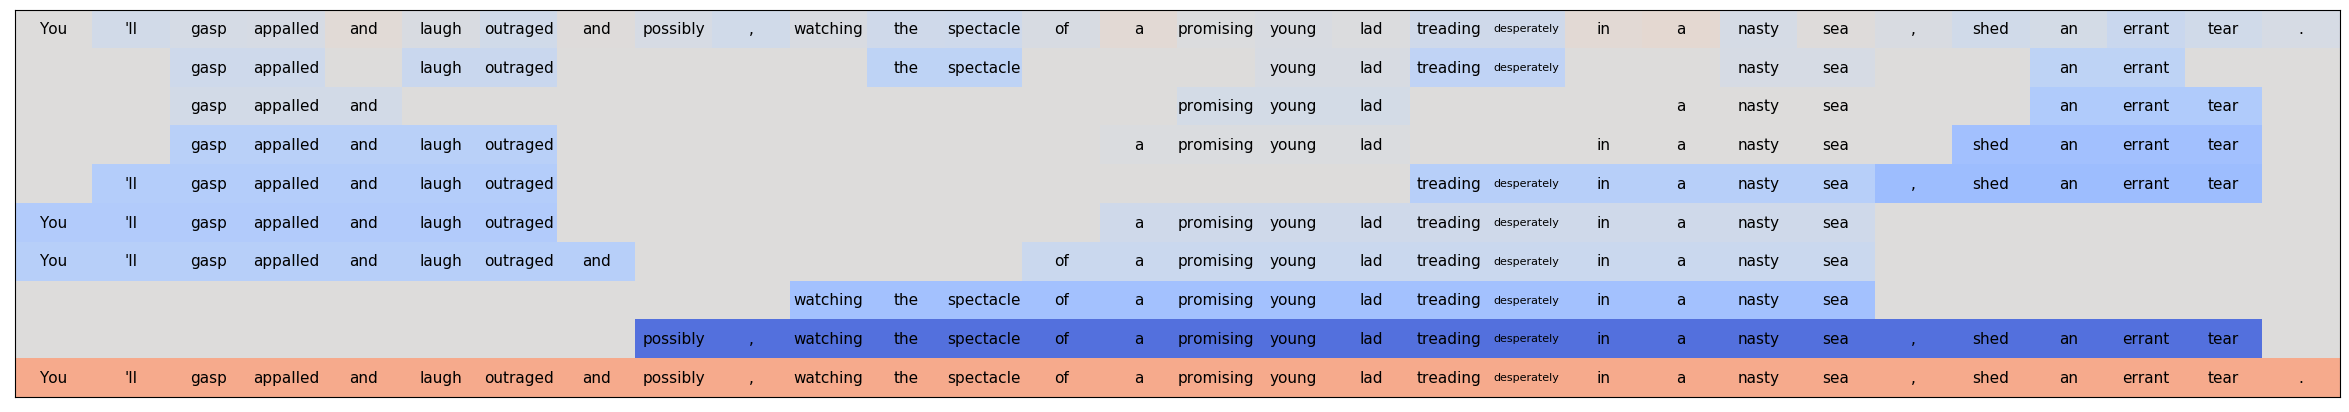 You 'll gasp appalled and laugh outraged and possibly , watching the spectacle of a promising young lad treading desperately in a nasty sea , shed an errant tear .
gasp appalled laugh outraged the spectacle young lad treading desperately nasty sea an errant
gasp appalled and promising young lad a nasty sea an errant tear
gasp appalled and laugh outraged a promising young lad in a nasty sea shed an errant tear
'll gasp appalled and laugh outraged treading desperately in a nasty sea , shed an errant tear
You 'll gasp appalled and laugh outraged a promising young lad treading desperately in a nasty sea
You 'll gasp appalled and laugh outraged and of a promising young lad treading desperately in a nasty sea
watching the spectacle of a promising young lad treading desperately in a nasty sea
possibly , watching the spectacle of a promising young lad treading desperately in a nasty sea , shed an errant tear
You 'll gasp appalled and laugh outraged and possibly , watching the spectacle of a promising young lad treading desperately in a nasty sea , shed an errant tear .